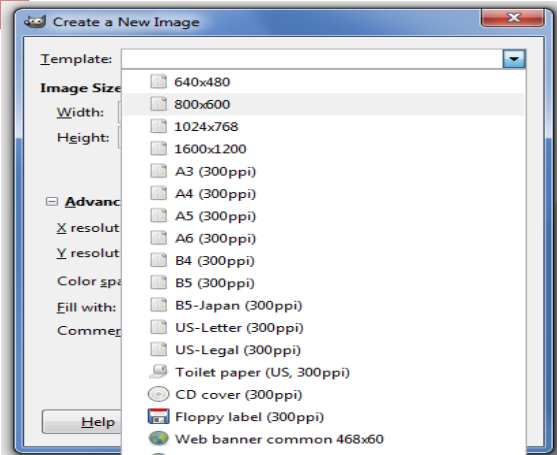 Create a New Image
Template:
640x480
Image Size
800x600
Width:
1024x768
Height:
1600x1200
A3 (300ppi)
A4 (300ppi)
Advanc
A5 (300ppi)
X resolut
A6 (300ppi)
Y resolut
B4 (300ppi)
Color spa
B5 (300ppi)
Fill with:
B5-Japan (300ppi)
Commer
US-Letter (300ppi)
US-Legal (300ppi)
Toilet paper (US, 300ppi)
CD cover (300ppi)
Help
Floppy label (300ppi)
Web banner common 468x60